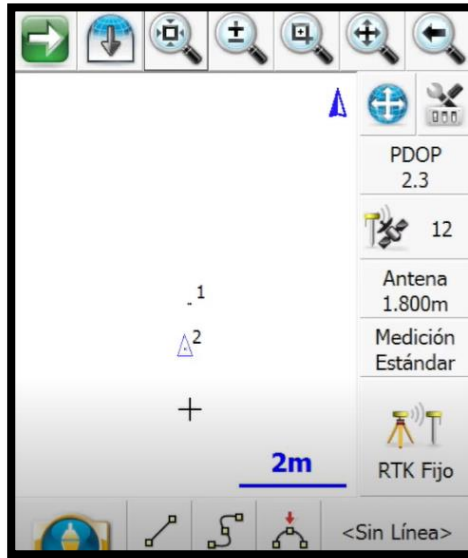 PDOP
2.3
12
Antena
1.800m
1
Medición
Estándar
2
2m
RTK Fijo
<Sin Línea>